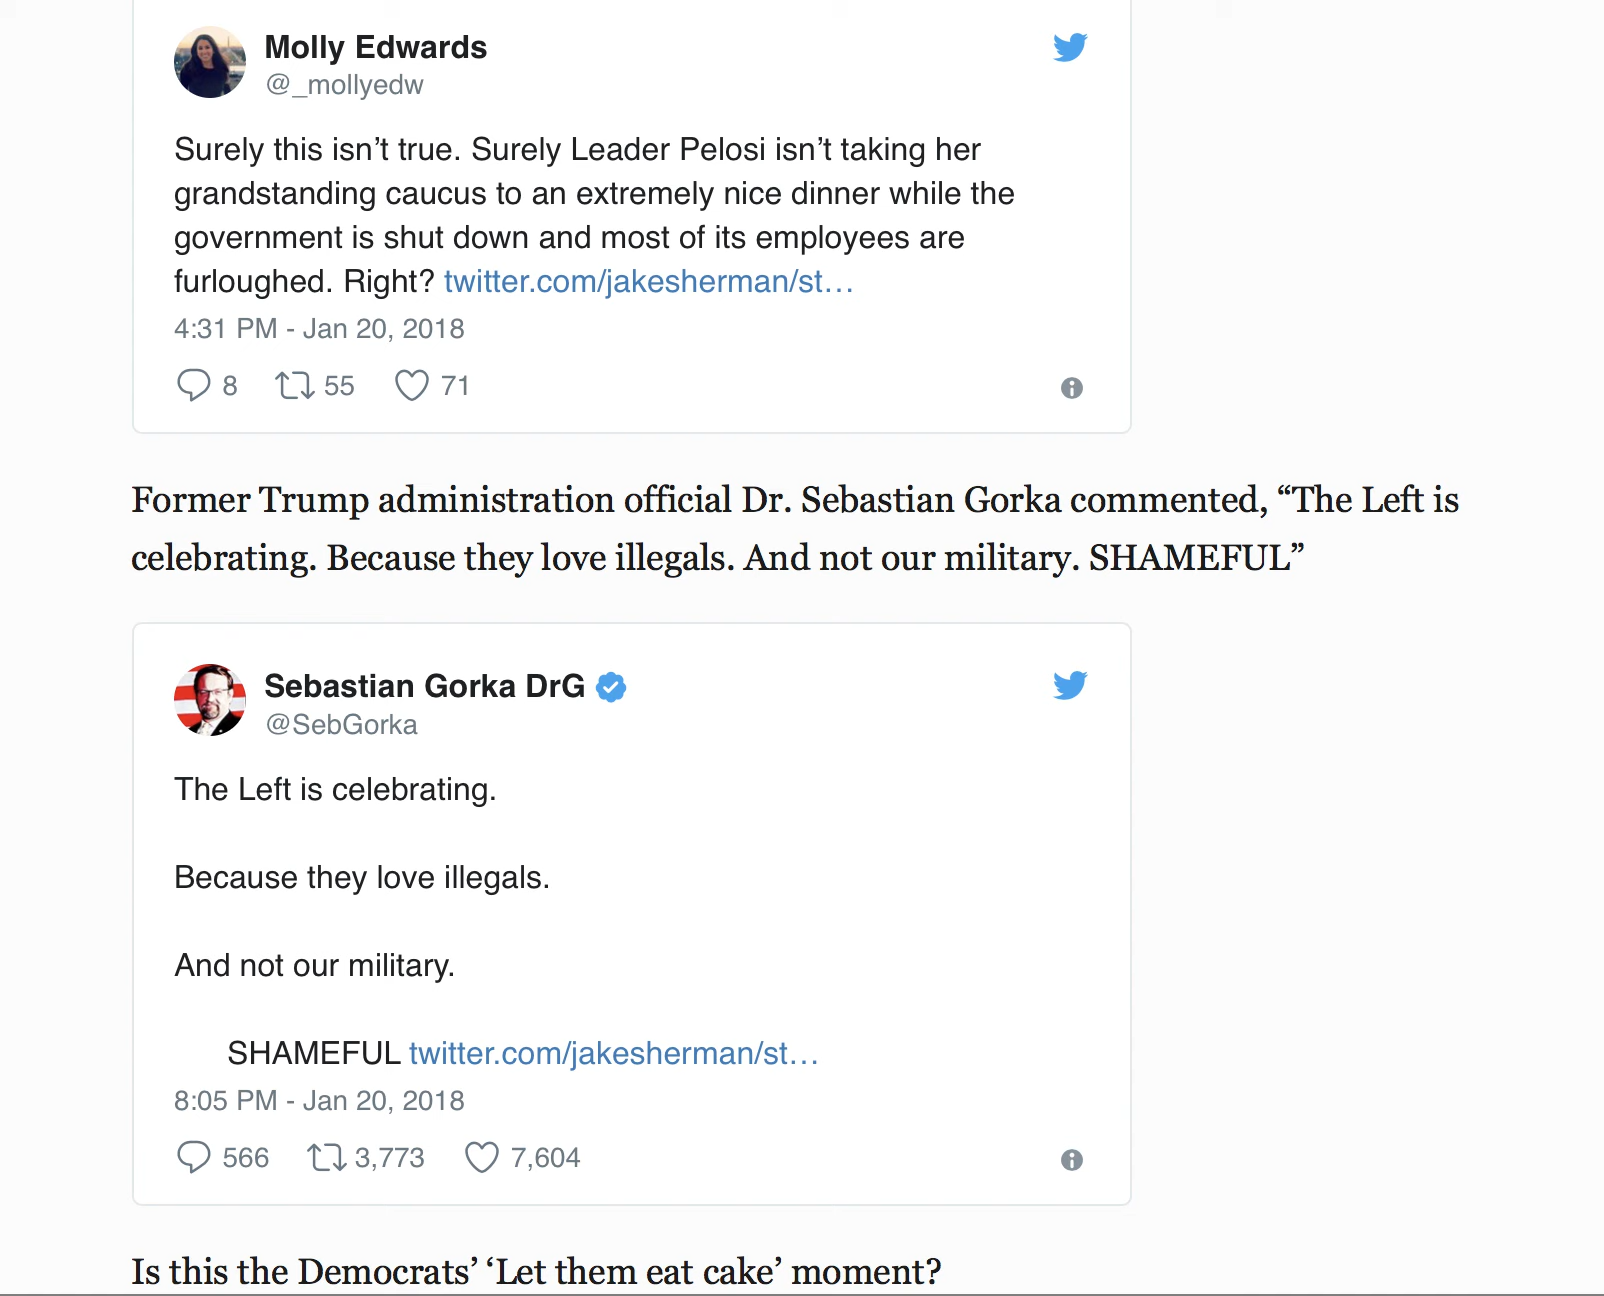 Molly Edwards
@_mollyedw
Surely this isn’t true. Surely Leader Pelosi isn’t taking her
grandstanding caucus to an extremely nice dinner while the
government is shut down and most of its employees are
furloughed. Right? twitter.com/jakesherman/st…
4:31 PM - Jan 20, 2018
8 55 71
Former Trump administration official Dr. Sebastian Gorka commented, “The Left is
celebrating. Because they love illegals. And not our military. SHAMEFUL”
Sebastian Gorka DrG
@SebGorka
The Left is celebrating.
Because they love illegals.
And not our military.
SHAMEFUL twitter.com/jakesherman/st…
8:05 PM - Jan 20, 2018
566 3,773 7,604
Is this the Democrats’ ‘Let them eat cake’ moment?